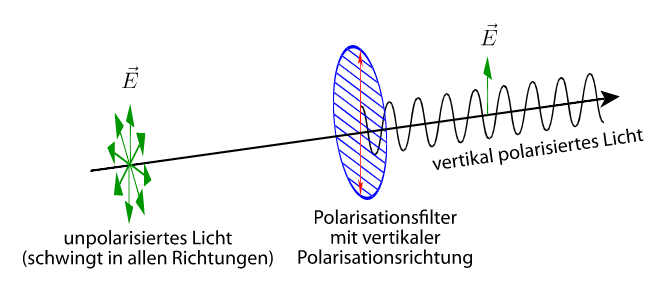 E⃗
E⃗
vertikal polarisiertes Licht
unpolarisiertes Licht
(schwingt in allen Richtungen)
Polarisationsfilter
mit vertikaler
Polarisationsrichtung